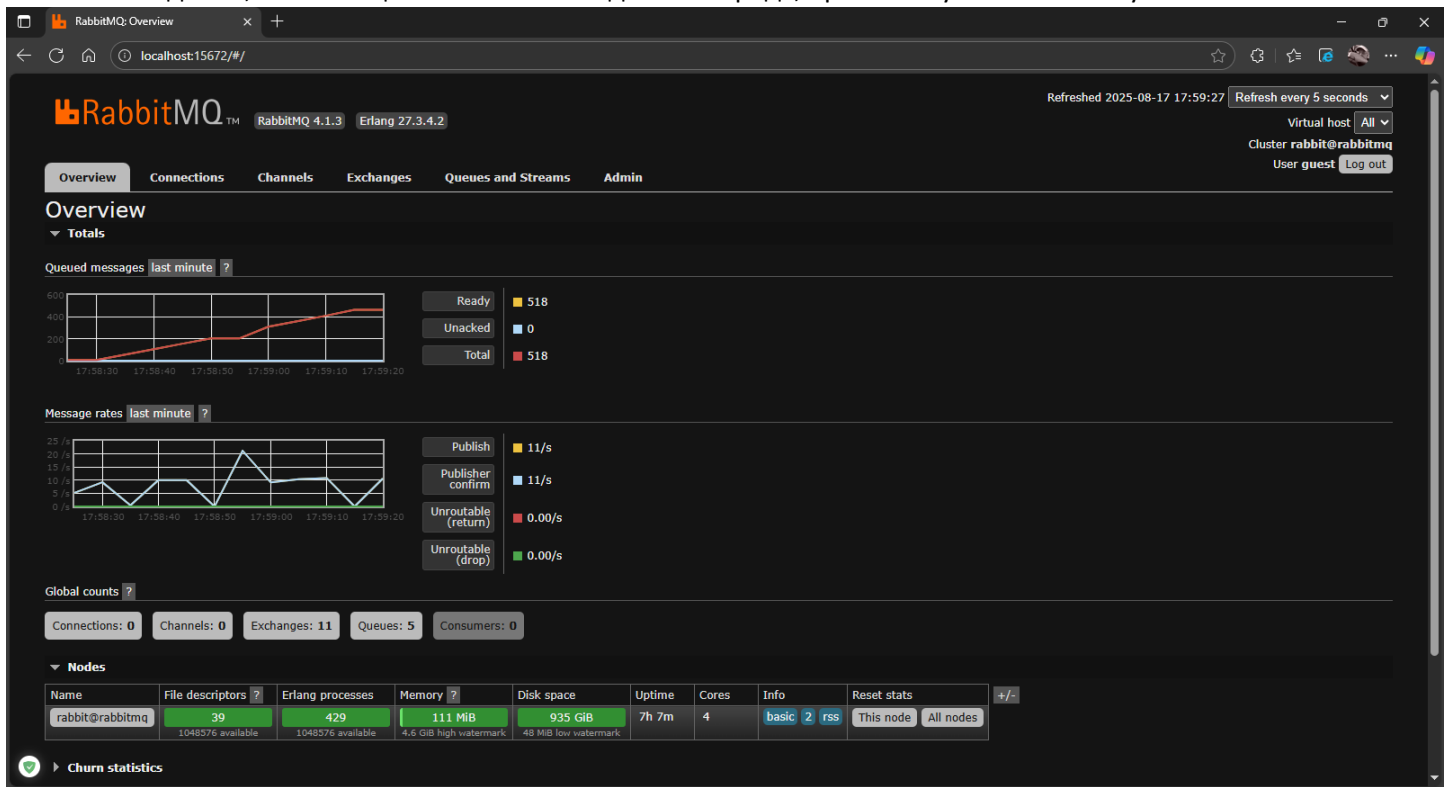 RabbitMQ: Overview
localhost:15672/#/
Refreshed 2025-08-17 17:59:27 Refresh every 5 seconds
RabbitMQ TM RabbitMQ 4.1.3 Erlang 27.3.4.2
Virtual host All
Cluster rabbit@rabbitmq
User guest Log out
Overview Connections Channels Exchanges Queues and Streams Admin
Overview
Totals
Queued messages last minute ?
600
400
200
0
17:58:30 17:58:40 17:58:50 17:59:00 17:59:10 17:59:20
Ready 518
Unacked 0
Total 518
Message rates last minute ?
25 /s
20 /s
15 /s
10 /s
5 /s
0 /s
17:58:30 17:58:40 17:58:50 17:59:00 17:59:10 17:59:20
Publish 11/s
Publisher confirm 11/s
Unroutable (return) 0.00/s
Unroutable (drop) 0.00/s
Global counts ?
Connections: 0 Channels: 0 Exchanges: 11 Queues: 5 Consumers: 0
Nodes
Name File descriptors ? Erlang processes Memory ? Disk space Uptime Cores Info Reset stats +/-
rabbit@rabbitmq 39 429 111 MiB 935 GiB 7h 7m 4 basic 2 rss This node All nodes
1048576 available 1048576 available 4.6 GiB high watermark 48 MiB low watermark
Churn statistics